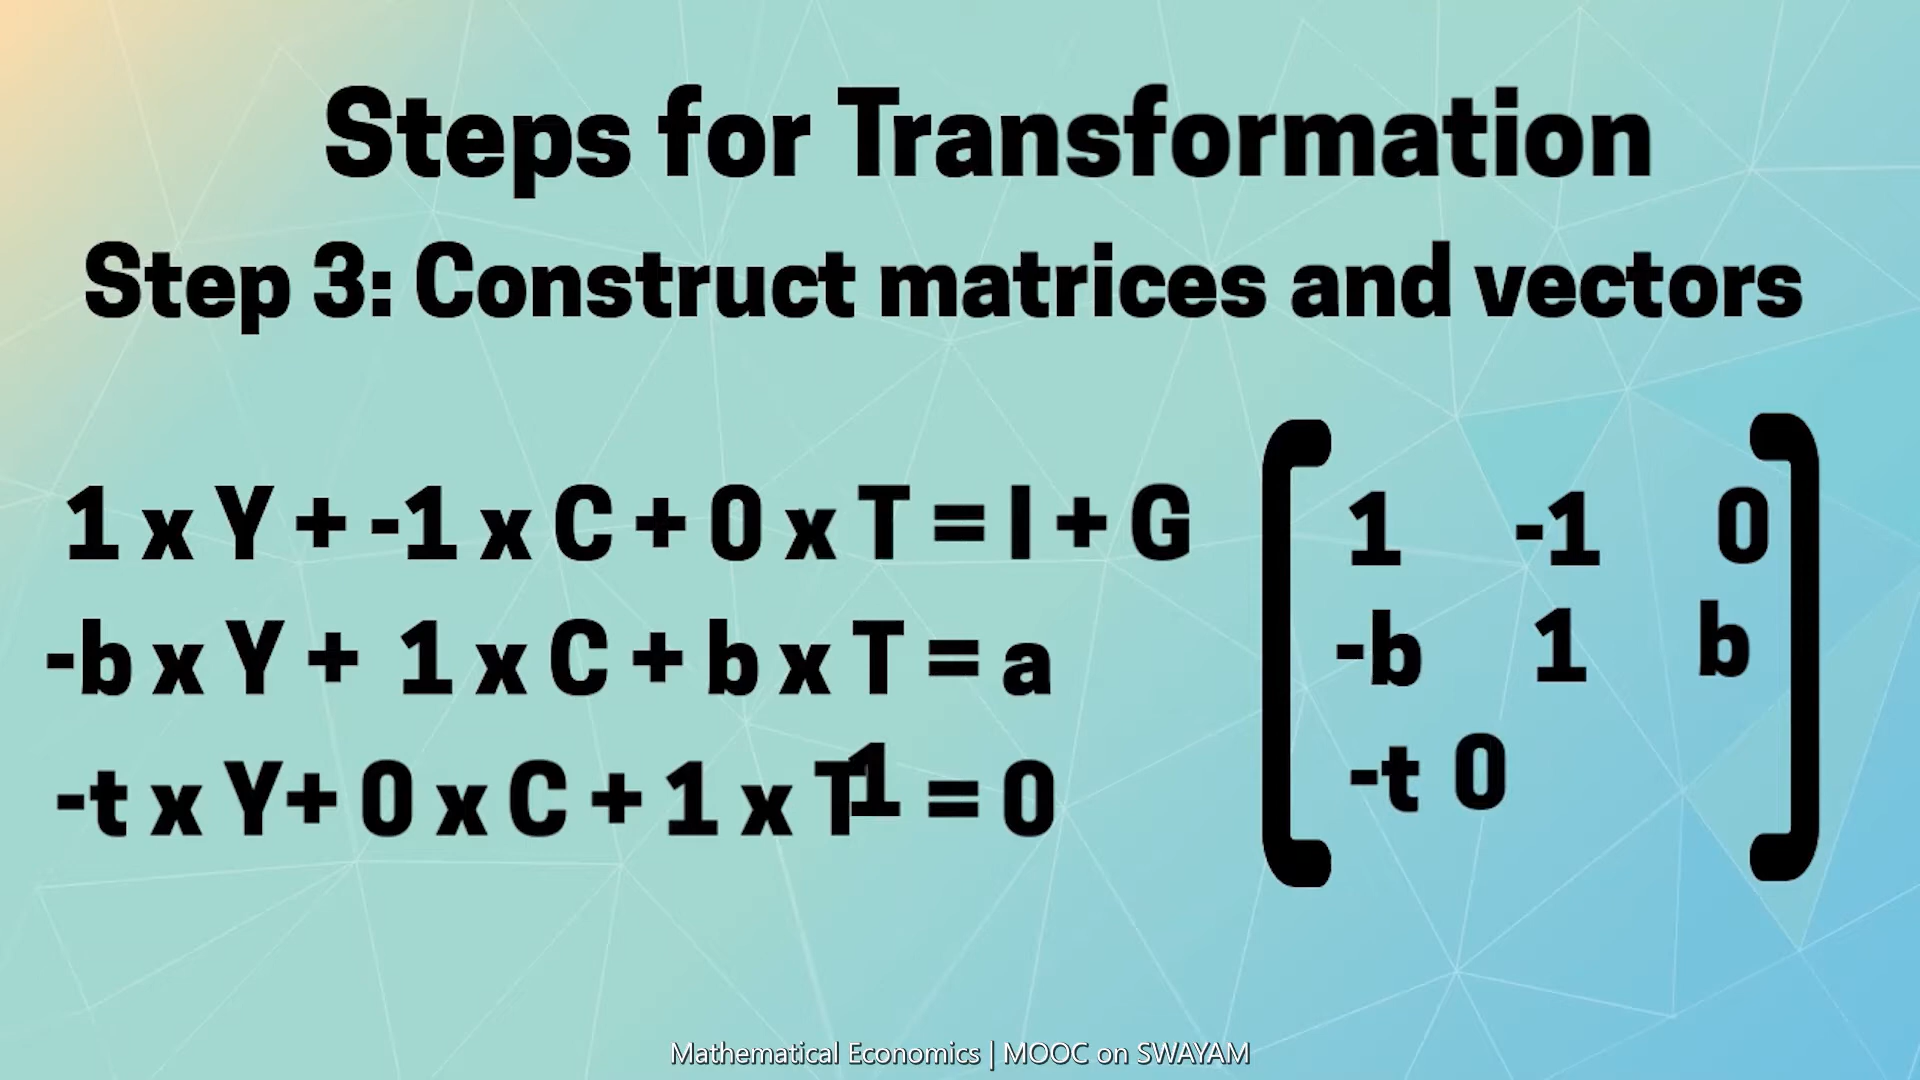 Steps for Transformation
Step 3: Construct matrices and vectors
1 x Y + -1 x C + 0 x T = I + G
-b x Y + 1 x C + b x T = a
-t x Y+ 0 x C + 1 x T 1 = 0
1 -1 0
-b 1 b
-t 0
Mathematical Economics | MOOC on SWAYAM